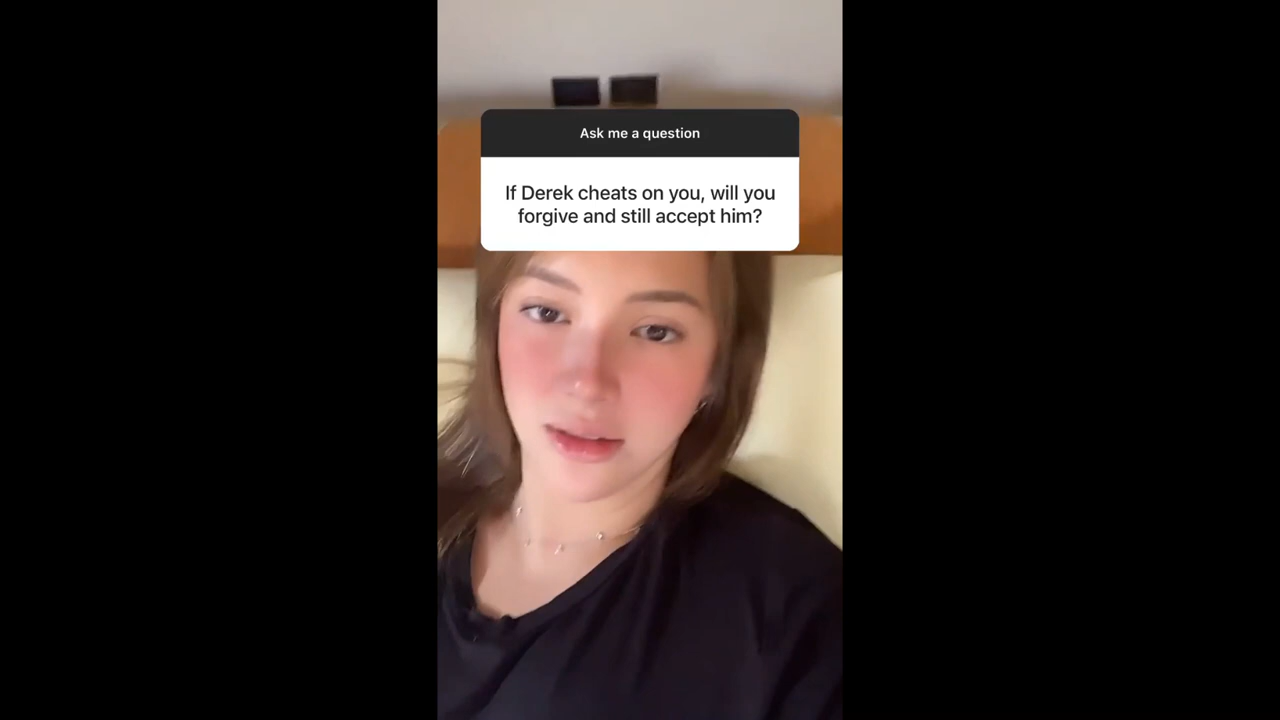 Ask me a question
If Derek cheats on you, will you
forgive and still accept him?